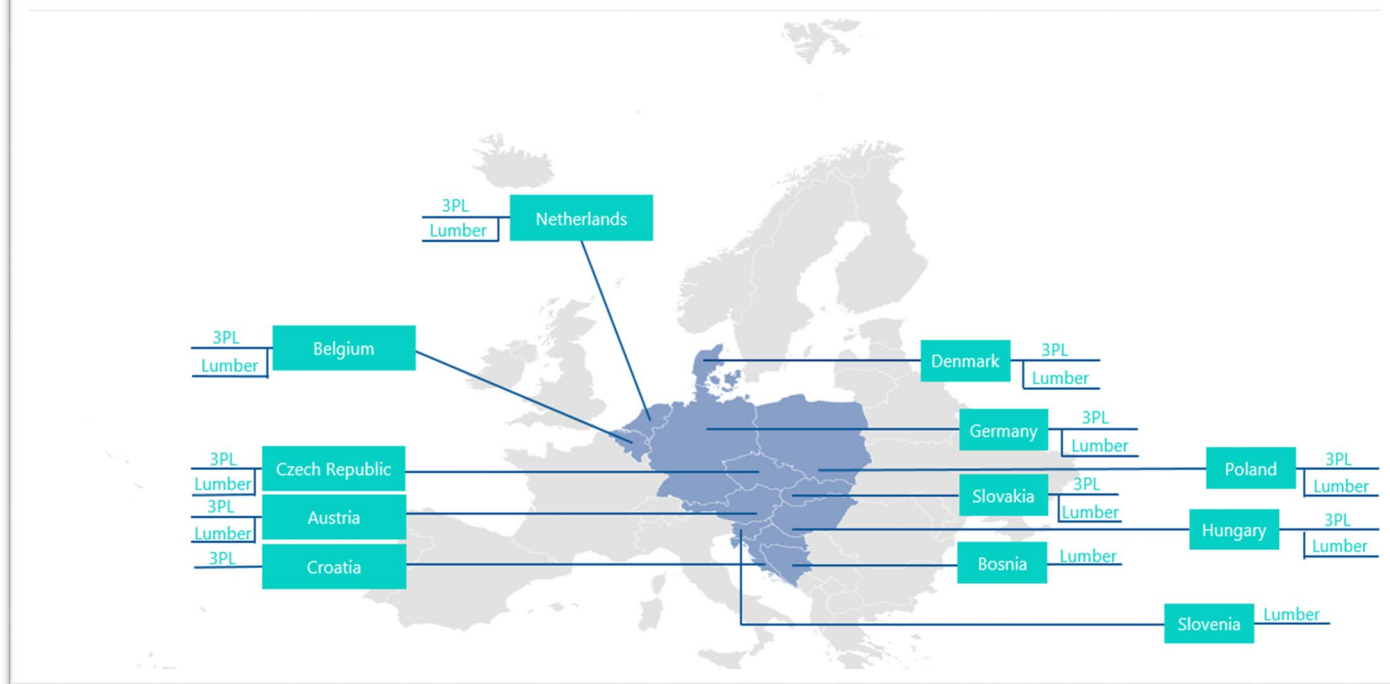 3PL
Netherlands
Lumber
3PL
Belgium
Lumber
Denmark
3PL
Lumber
Germany
3PL
Lumber
3PL
Czech Republic
Lumber
Poland
3PL
Lumber
Slovakia
3PL
Lumber
3PL
Austria
Lumber
Hungary
3PL
Lumber
3PL
Croatia
Bosnia
Lumber
Slovenia
Lumber